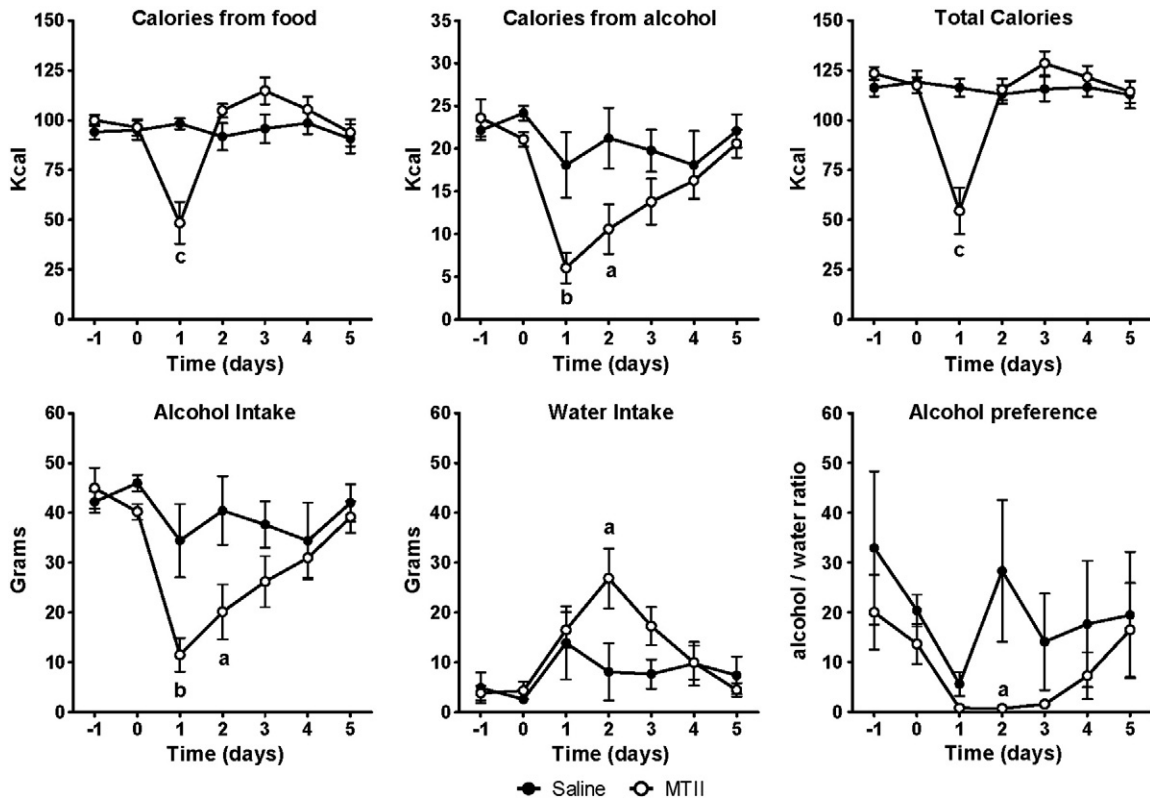 Calories from food
Calories from alcohol
Total Calories
150
125
100
75
50
25
0
Kcal
c
-1 0 1 2 3 4 5
Time (days)
35
30
25
20
15
10
5
0
Kcal
b
a
-1 0 1 2 3 4 5
Time (days)
150
125
100
75
50
25
0
Kcal
c
-1 0 1 2 3 4 5
Time (days)
Alcohol Intake
Water Intake
Alcohol preference
60
50
40
30
20
10
0
Grams
b
a
-1 0 1 2 3 4 5
Time (days)
60
50
40
30
20
10
0
Grams
a
-1 0 1 2 3 4 5
Time (days)
60
50
40
30
20
10
0
alcohol / water ratio
a
-1 0 1 2 3 4 5
Time (days)
Saline MTII